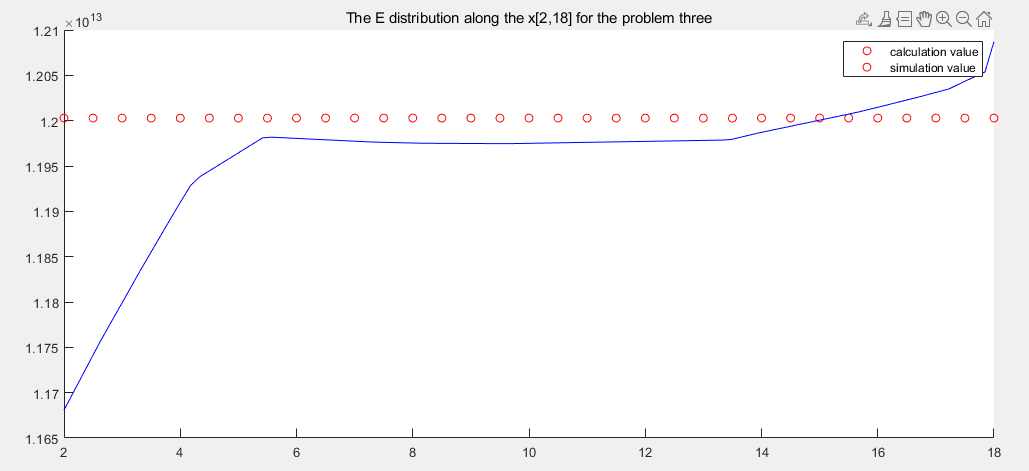 The E distribution along the x[2,18] for the problem three
×10^13
1.21
1.205
1.2
1.195
1.19
1.185
1.18
1.175
1.17
1.165
2 4 6 8 10 12 14 16 18
calculation value
simulation value